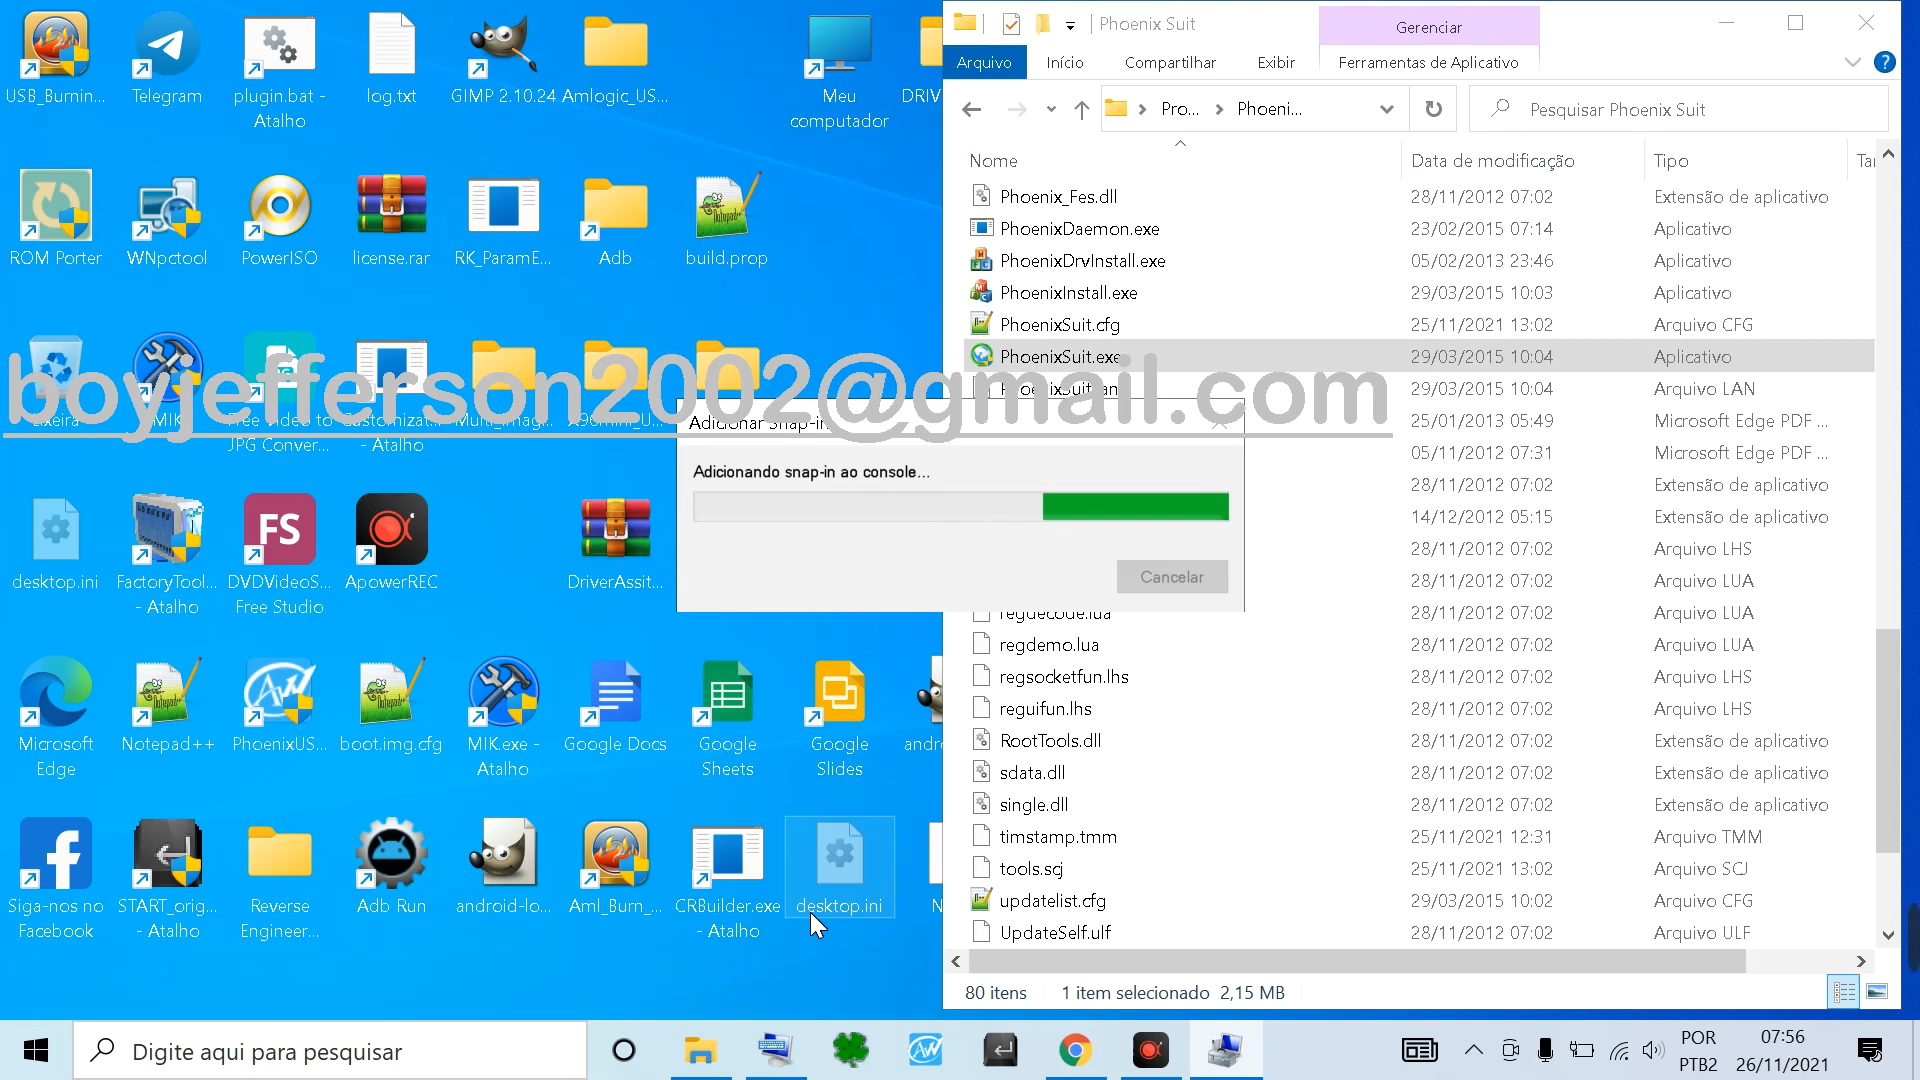 USB_Burnin...
Telegram
plugin.bat - Atalho
log.txt
GIMP 2.10.24
Amlogic_US...
Meu computador
DRIV
ROM Porter
WNpctool
PowerISO
license.rar
RK_ParamE...
Adb
build.prop
boyjefferson2002@gmail.com
JPG Conver...
- Atalho
desktop.ini
FactoryTool... - Atalho
DVDVideoS... Free Studio
ApowerREC
DriverAssit...
Microsoft Edge
Notepad++
PhoenixUS...
boot.img.cfg
MIK.exe - Atalho
Google Docs
Google Sheets
Google Slides
andr
Siga-nos no Facebook
START_orig... - Atalho
Reverse Engineer...
Adb Run
android-lo...
Aml_Burn_...
CRBuilder.exe - Atalho
desktop.ini
N
FS
Phoenix Suit
Gerenciar
Arquivo
Início
Compartilhar
Exibir
Ferramentas de Aplicativo
Pro...
Phoeni...
Pesquisar Phoenix Suit
Nome
Data de modificação
Tipo
Phoenix_Fes.dll 28/11/2012 07:02 Extensão de aplicativo
PhoenixDaemon.exe 23/02/2015 07:14 Aplicativo
PhoenixDrvInstall.exe 05/02/2013 23:46 Aplicativo
PhoenixInstall.exe 29/03/2015 10:03 Aplicativo
PhoenixSuit.cfg 25/11/2021 13:02 Arquivo CFG
PhoenixSuit.exe 29/03/2015 10:04 Aplicativo
29/03/2015 10:04 Arquivo LAN
25/01/2013 05:49 Microsoft Edge PDF ...
05/11/2012 07:31 Microsoft Edge PDF ...
28/11/2012 07:02 Extensão de aplicativo
14/12/2012 05:15 Extensão de aplicativo
28/11/2012 07:02 Arquivo LHS
28/11/2012 07:02 Arquivo LUA
regdecode.lua 28/11/2012 07:02 Arquivo LUA
regdemo.lua 28/11/2012 07:02 Arquivo LUA
regsocketfun.lhs 28/11/2012 07:02 Arquivo LHS
reguifun.lhs 28/11/2012 07:02 Arquivo LHS
RootTools.dll 28/11/2012 07:02 Extensão de aplicativo
sdata.dll 28/11/2012 07:02 Extensão de aplicativo
single.dll 28/11/2012 07:02 Extensão de aplicativo
timstamp.tmm 25/11/2021 12:31 Arquivo TMM
tools.scj 25/11/2021 13:02 Arquivo SCJ
updatelist.cfg 29/03/2015 10:02 Arquivo CFG
UpdateSelf.ulf 28/11/2012 07:02 Arquivo ULF
80 itens
1 item selecionado 2,15 MB
Adicionar Snap-in
Adicionando snap-in ao console...
Cancelar
Digite aqui para pesquisar
POR
PTB2
07:56
26/11/2021